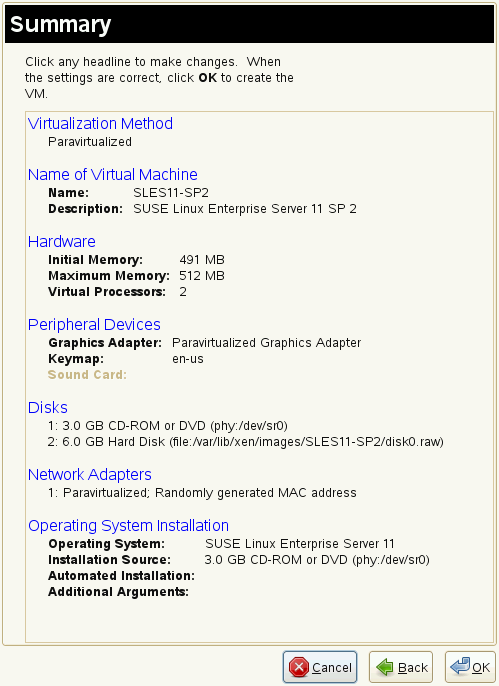 Summary
Click any headline to make changes. When
the settings are correct, click OK to create the
VM.
Virtualization Method
Paravirtualized
Name of Virtual Machine
Name: SLES11-SP2
Description: SUSE Linux Enterprise Server 11 SP 2
Hardware
Initial Memory: 491 MB
Maximum Memory: 512 MB
Virtual Processors: 2
Peripheral Devices
Graphics Adapter: Paravirtualized Graphics Adapter
Keymap: en-us
Sound Card:
Disks
1: 3.0 GB CD-ROM or DVD (phy:/dev/sr0)
2: 6.0 GB Hard Disk (file:/var/lib/xen/images/SLES11-SP2/disk0.raw)
Network Adapters
1: Paravirtualized; Randomly generated MAC address
Operating System Installation
Operating System: SUSE Linux Enterprise Server 11
Installation Source: 3.0 GB CD-ROM or DVD (phy:/dev/sr0)
Automated Installation:
Additional Arguments:
Cancel Back OK